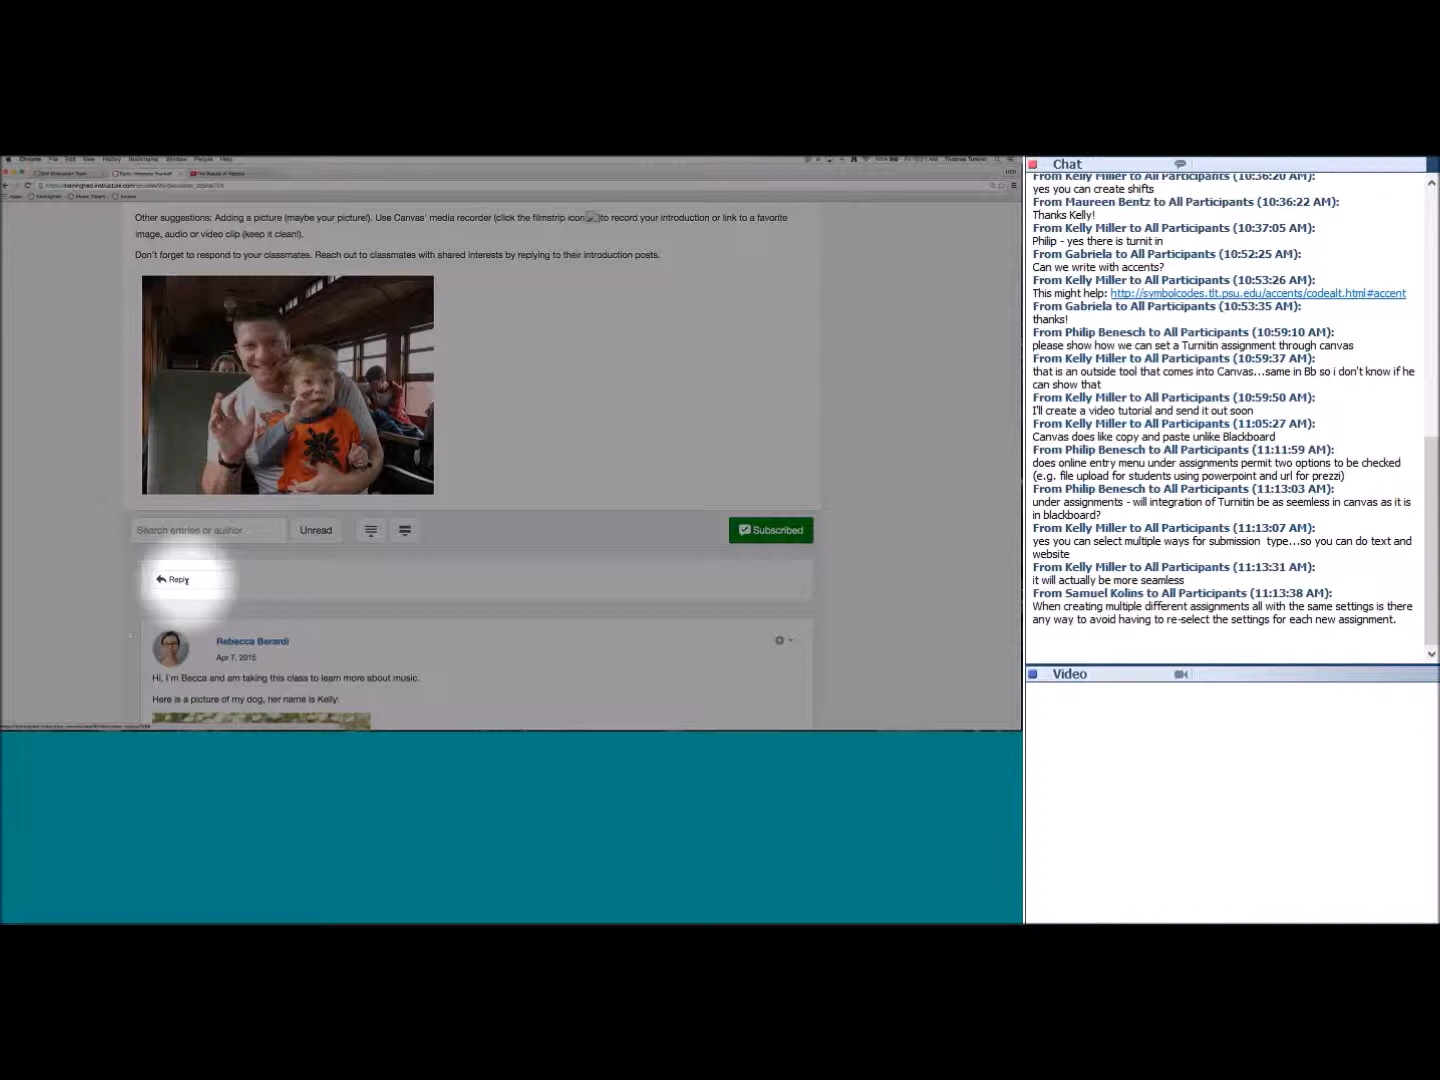 Chrome File Edit View History Bookmarks Window People Help
Other suggestions: Adding a picture (maybe your picture!). Use Canvas' media recorder (click the filmstrip icon to record your introduction or link to a favorite
image, audio or video clip (keep it clean!).
Don't forget to respond to your classmates. Reach out to classmates with shared interests by replying to their introduction posts.
Search entries or author
Unread
Subscribed
Reply
Rebecca Berardi
Apr 7, 2015
Hi, I'm Becca and am taking this class to learn more about music.
Here is a picture of my dog, her name is Kelly:
Chat
From Kelly Miller to All Participants (10:36:20 AM):
yes you can create shifts
From Maureen Bentz to All Participants (10:36:22 AM):
Thanks Kelly!
From Kelly Miller to All Participants (10:37:05 AM):
Philip - yes there is turnit in
From Gabriela to All Participants (10:52:25 AM):
Can we write with accents?
From Kelly Miller to All Participants (10:53:26 AM):
This might help: http://symbolcodes.tlt.psu.edu/accents/codealt.html#accent
From Gabriela to All Participants (10:53:35 AM):
thanks!
From Philip Benesch to All Participants (10:59:10 AM):
please show how we can set a Turnitin assignment through canvas
From Kelly Miller to All Participants (10:59:37 AM):
that is an outside tool that comes into Canvas...same in Bb so i don't know if he
can show that
From Kelly Miller to All Participants (10:59:50 AM):
I'll create a video tutorial and send it out soon
From Kelly Miller to All Participants (11:05:27 AM):
Canvas does like copy and paste unlike Blackboard
From Philip Benesch to All Participants (11:11:59 AM):
does online entry menu under assignments permit two options to be checked
(e.g. file upload for students using powerpoint and url for prezzi)
From Philip Benesch to All Participants (11:13:03 AM):
under assignments - will integration of Turnitin be as seemless in canvas as it is
in blackboard?
From Kelly Miller to All Participants (11:13:07 AM):
yes you can select multiple ways for submission type...so you can do text and
website
From Kelly Miller to All Participants (11:13:31 AM):
it will actually be more seamless
From Samuel Kolins to All Participants (11:13:38 AM):
When creating multiple different assignments all with the same settings is there
any way to avoid having to re-select the settings for each new assignment.
Video